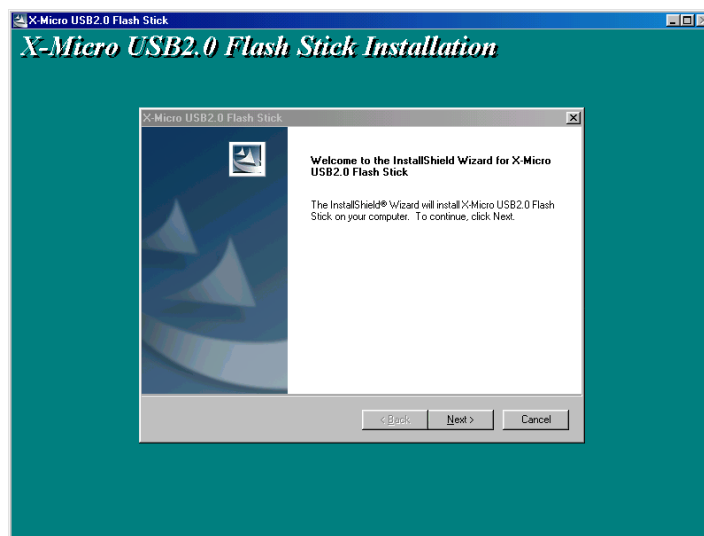 X-Micro USB2.0 Flash Stick
X-Micro USB2.0 Flash Stick Installation
X-Micro USB2.0 Flash Stick
Welcome to the InstallShield Wizard for X-Micro
USB2.0 Flash Stick
The InstallShield® Wizard will install X-Micro USB2.0 Flash
Stick on your computer. To continue, click Next.
< Back Next > Cancel